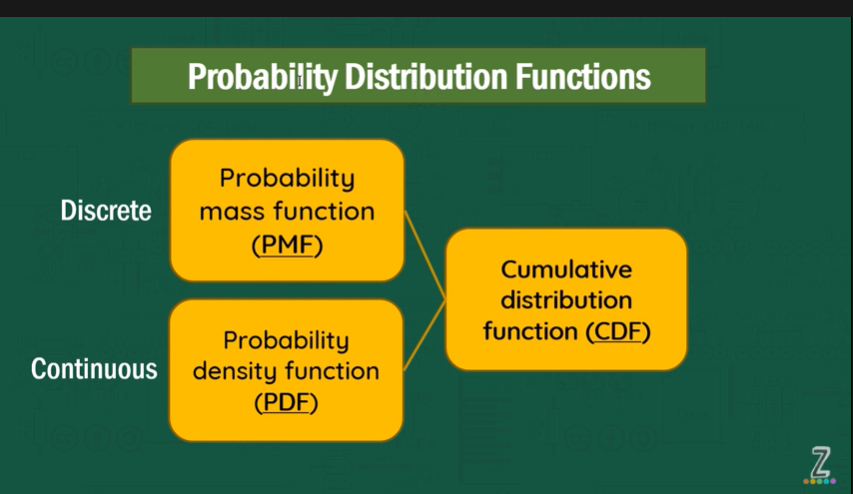 Probability Distribution Functions
Discrete
Probability
mass function
(PMF)
Continuous
Probability
density function
(PDF)
Cumulative
distribution
function (CDF)
Z